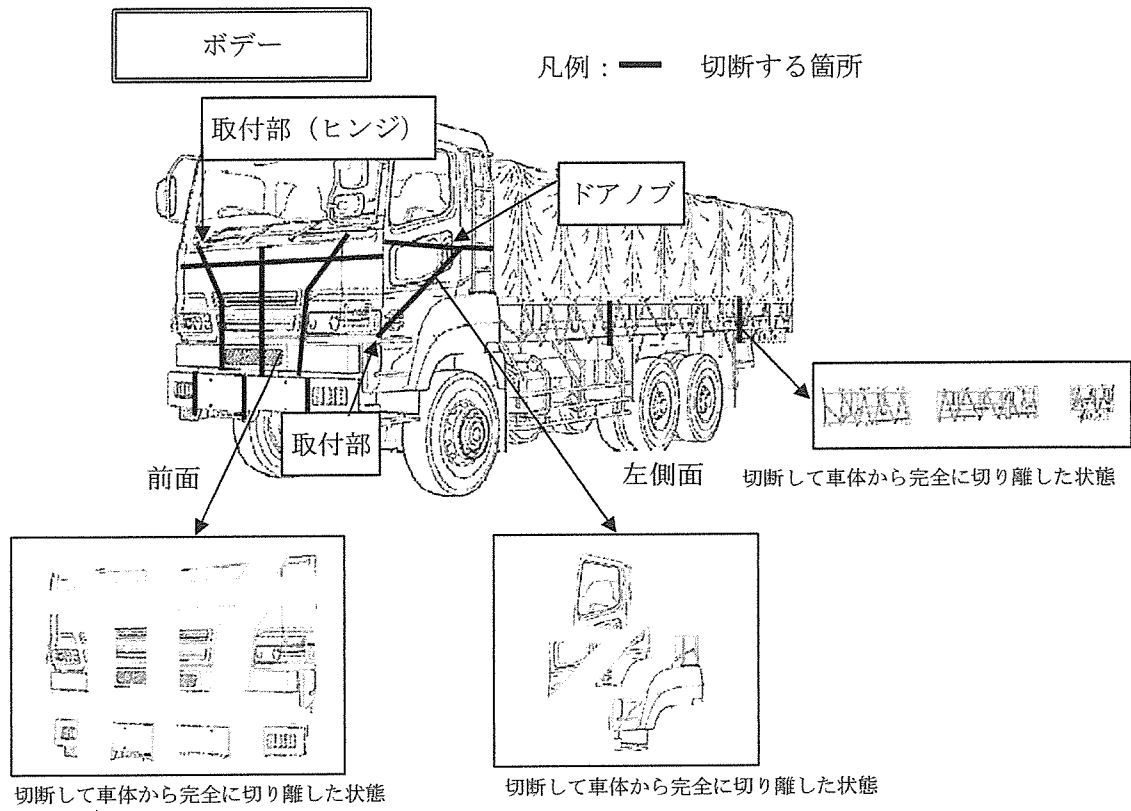 ボデー
凡例： 切断する箇所
取付部（ヒンジ）
ドアノブ
取付部
前面
左側面
切断して車体から完全に切り離した状態
切断して車体から完全に切り離した状態
切断して車体から完全に切り離した状態